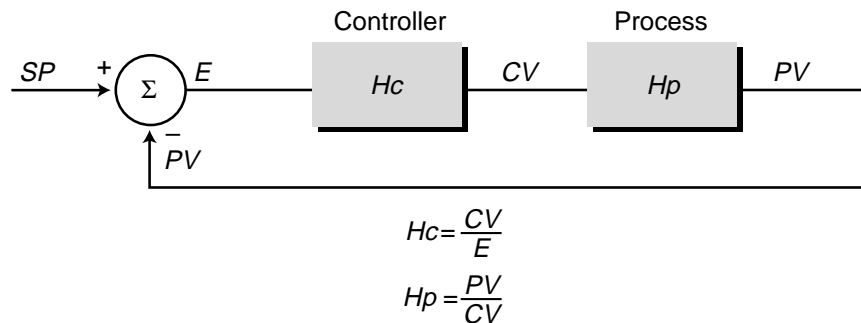 Controller Process
SP + Σ E Hc CV Hp PV
−
PV
Hc = CV/E
Hp = PV/CV